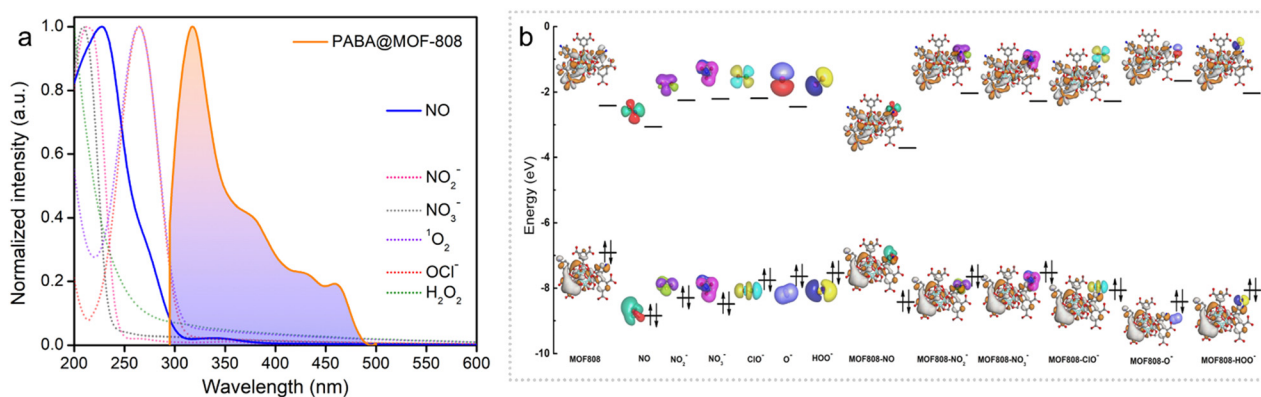 a
Normalized intensity (a.u.)
1.0
0.8
0.6
0.4
0.2
0.0
200 250 300 350 400 450 500 550 600
Wavelength (nm)
PABA@MOF-808
NO
NO₂⁻
NO₃⁻
¹O₂
OCl⁻
H₂O₂
b
Energy (eV)
0
-2
-4
-6
-8
-10
MOF808 NO NO₂⁻ NO₃⁻ ClO⁻ O⁻ HOO⁻ MOF808-NO MOF808-NO₂⁻ MOF808-NO₃⁻ MOF808-ClO⁻ MOF808-O⁻ MOF808-HOO⁻